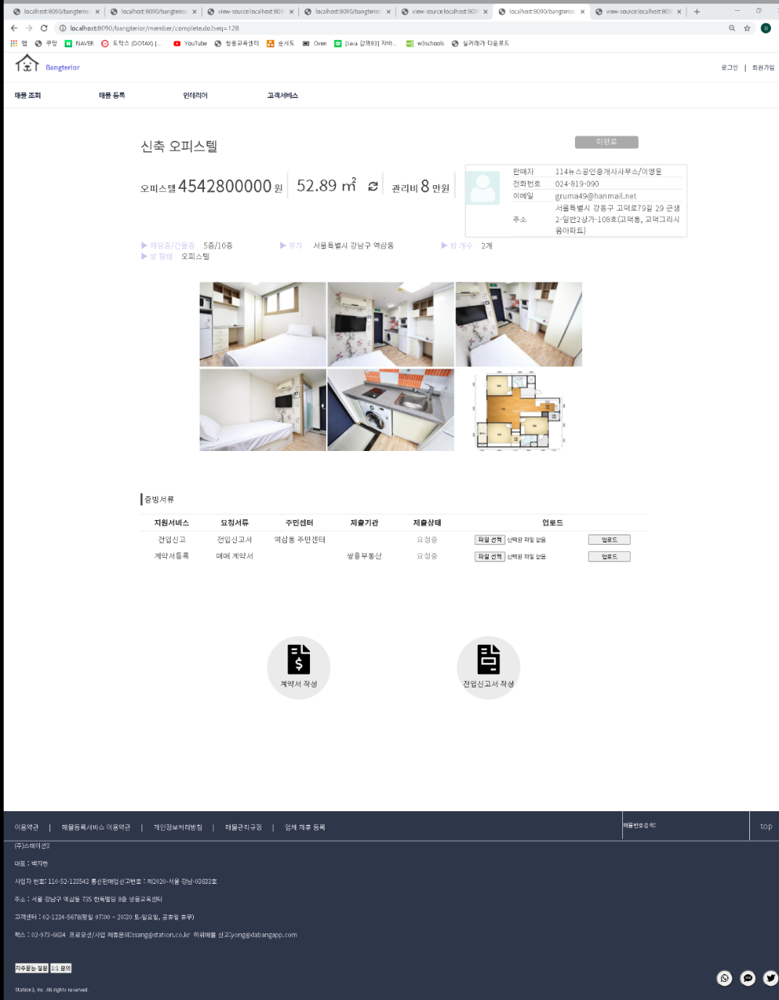 localhost:8090/bangterior
localhost:8090/bangterior
view-source:localhost:809
localhost:8090/bangterior
view-source:localhost:809
localhost:8090/bangterior
view-source:localhost:809
localhost:8090/bangterior/member/complete.do?seq=128
앱 쿠팡 NAVER 도탁스 (DOTAX) |... YouTube 쌍용교육센터 순서도 Oven [Java 강의93] 자바... w3schools 실거래가 다운로드
Bangterior
로그인 | 회원가입
매물 조회 매물 등록 인테리어 고객서비스
신축 오피스텔
미완료
오피스텔 4542800000 원 52.89 ㎡ 관리비 8 만원
판매자 114뉴스공인중개사사무소/이영윤
전화번호 024-819-090
이메일 gruma49@hanmail.net
주소 서울특별시 강동구 고덕로79길 29 근생
2-일반2상가-108호(고덕동, 고덕그라시
움아파트)
▶ 해당층/건물층 5층/10층 ▶ 위치 서울특별시 강남구 역삼동 ▶ 방 개수 2개
▶ 방 형태 오피스텔
증빙서류
지원서비스 요청서류 주민센터 제출기관 제출상태 업로드
전입신고 전입신고서 역삼동 주민센터 요청중 파일 선택 선택된 파일 없음 업로드
계약서등록 매매 계약서 쌍용부동산 요청중 파일 선택 선택된 파일 없음 업로드
계약서 작성
전입신고서 작성
이용약관 | 매물등록서비스 이용약관 | 개인정보처리방침 | 매물관리규정 | 업체 제휴 등록
매물번호검색:
top
(주)스테이션3
대표 : 백지현
사업자 번호: 110-52-123543 통신판매업신고번호 : 제2020-서울 강남-03633호
주소 : 서울 강남구 역삼동 735 한독빌딩 8층 쌍용교육센터
고객센터 : 02-1234-5678(평일 07:00 ~ 20:30 토·일요일, 공휴일 휴무)
팩스 : 02-973-6634 프로모션/사업 제휴문의:ssang@station.co.kr 허위매물 신고:yong@dabangapp.com
자주묻는 질문 1:1 문의
Station3, Inc. All rights reserved.